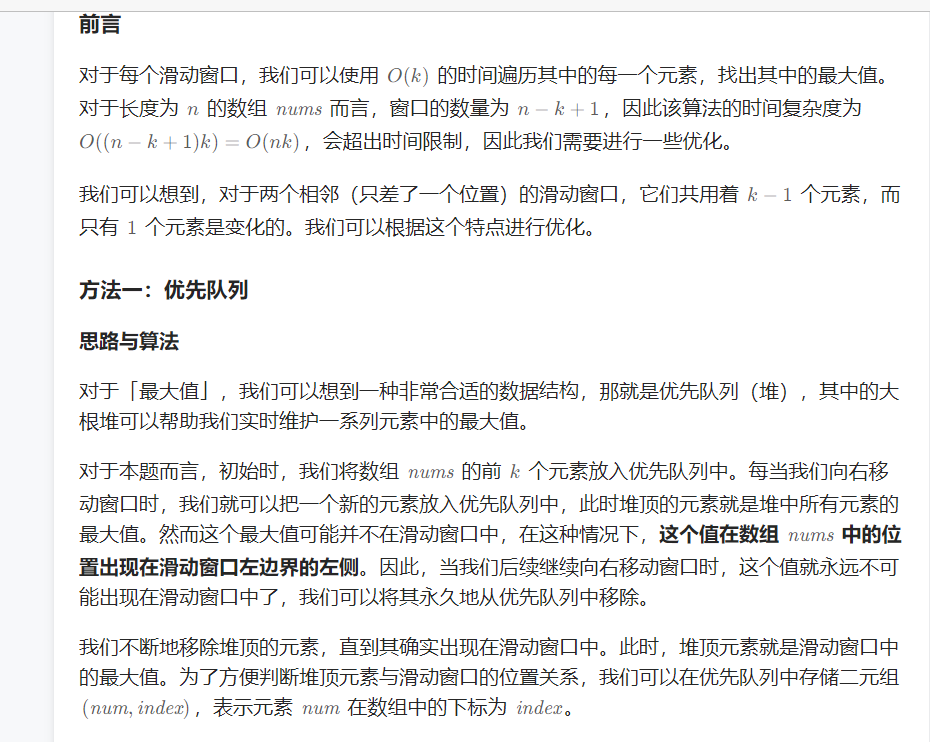 前言
对于每个滑动窗口，我们可以使用 O(k) 的时间遍历其中的每一个元素，找出其中的最大值。
对于长度为 n 的数组 nums 而言，窗口的数量为 n − k + 1，因此该算法的时间复杂度为
O((n − k + 1)k) = O(nk)，会超出时间限制，因此我们需要进行一些优化。
我们可以想到，对于两个相邻（只差了一个位置）的滑动窗口，它们共用着 k − 1 个元素，而
只有 1 个元素是变化的。我们可以根据这个特点进行优化。
方法一：优先队列
思路与算法
对于「最大值」，我们可以想到一种非常合适的数据结构，那就是优先队列（堆），其中的大
根堆可以帮助我们实时维护一系列元素中的最大值。
对于本题而言，初始时，我们将数组 nums 的前 k 个元素放入优先队列中。每当我们向右移
动窗口时，我们就可以把一个新的元素放入优先队列中，此时堆顶的元素就是堆中所有元素的
最大值。然而这个最大值可能并不在滑动窗口中，在这种情况下，这个值在数组 nums 中的位
置出现在滑动窗口左边界的左侧。因此，当我们后续继续向右移动窗口时，这个值就永远不可
能出现在滑动窗口中了，我们可以将其永久地从优先队列中移除。
我们不断地移除堆顶的元素，直到其确实出现在滑动窗口中。此时，堆顶元素就是滑动窗口中
的最大值。为了方便判断堆顶元素与滑动窗口的位置关系，我们可以在优先队列中存储二元组
(num, index)，表示元素 num 在数组中的下标为 index。